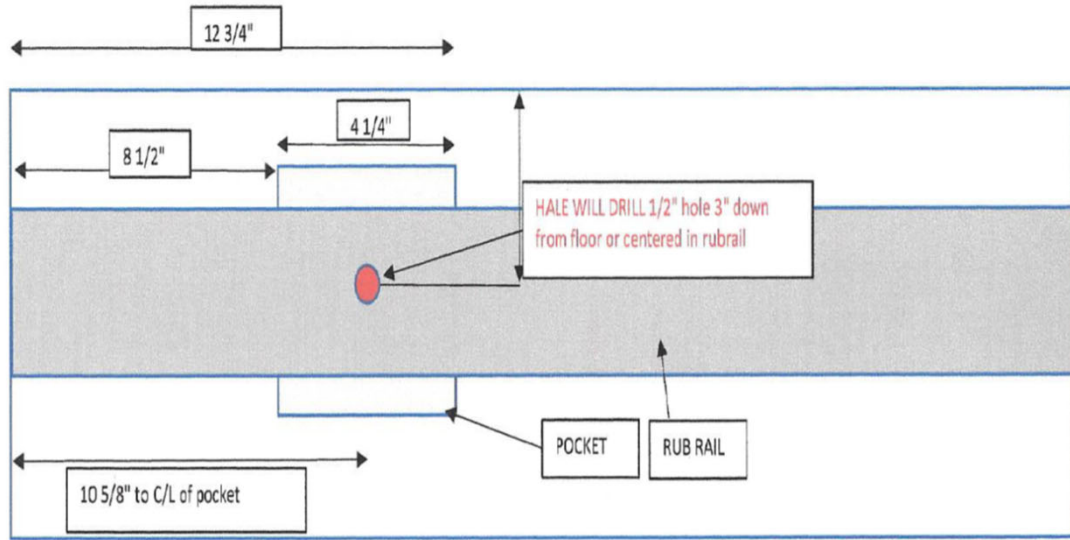 12 3/4"
4 1/4"
8 1/2"
HALE WILL DRILL 1/2" hole 3" down
from floor or centered in rubrail
POCKET
RUB RAIL
10 5/8" to C/L of pocket